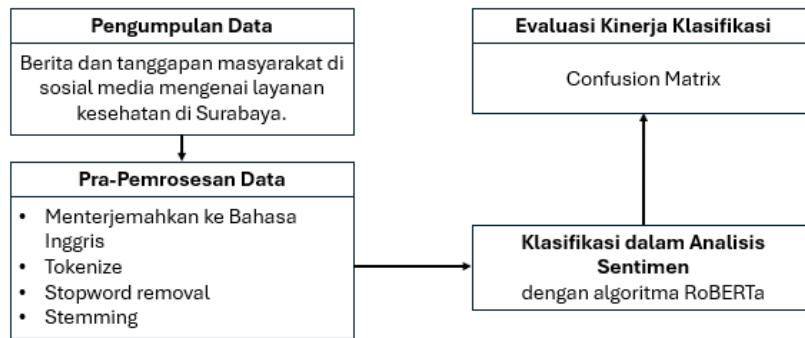 Pengumpulan Data
Berita dan tanggapan masyarakat di
sosial media mengenai layanan
kesehatan di Surabaya.
Pra-Pemrosesan Data
• Menterjemahkan ke Bahasa
Inggris
• Tokenize
• Stopword removal
• Stemming
Klasifikasi dalam Analisis
Sentimen
dengan algoritma RoBERTa
Evaluasi Kinerja Klasifikasi
Confusion Matrix